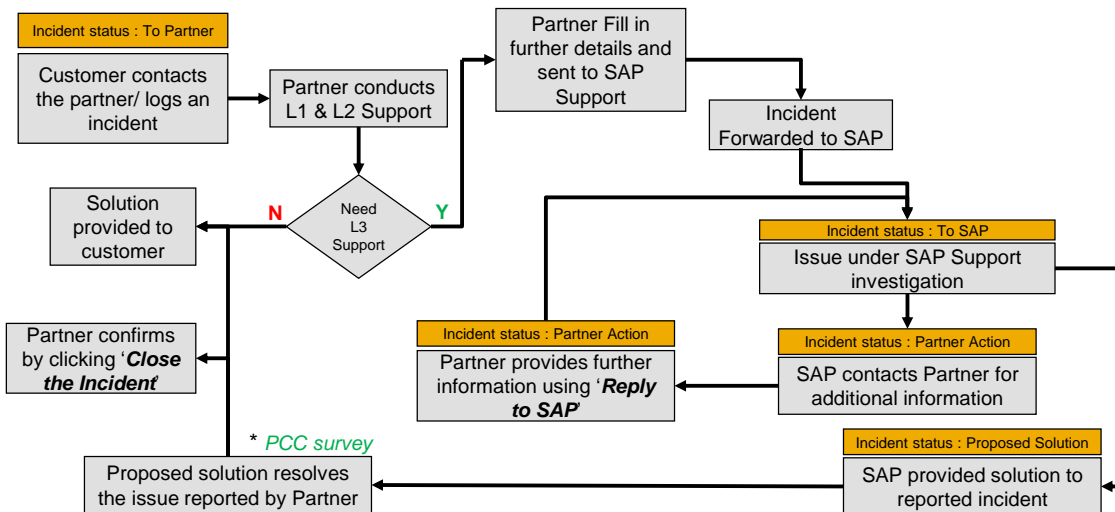 Incident status : To Partner
Customer contacts
the partner/ logs an
incident
Partner conducts
L1 & L2 Support
Partner Fill in
further details and
sent to SAP
Support
Incident
Forwarded to SAP
N
Need
L3
Support
Y
Solution
provided to
customer
Incident status : To SAP
Issue under SAP Support
investigation
Partner confirms
by clicking ‘Close
the Incident’
Incident status : Partner Action
Partner provides further
information using ‘Reply
to SAP’
Incident status : Partner Action
SAP contacts Partner for
additional information
* PCC survey
Proposed solution resolves
the issue reported by Partner
Incident status : Proposed Solution
SAP provided solution to
reported incident